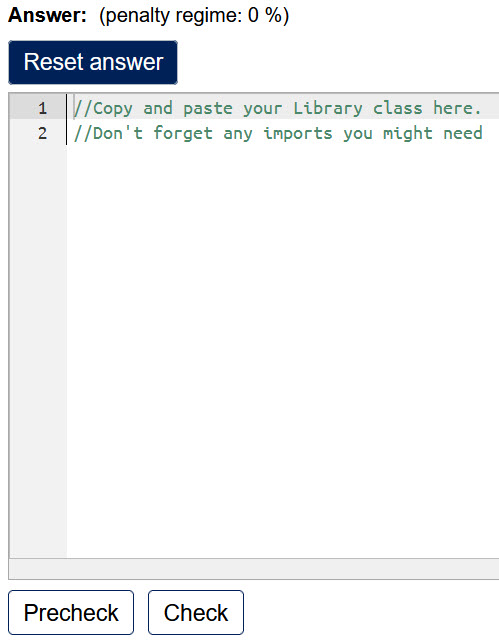 Answer: (penalty regime: 0 %)
Reset answer
1 //Copy and paste your Library class here.
2 //Don't forget any imports you might need
Precheck Check